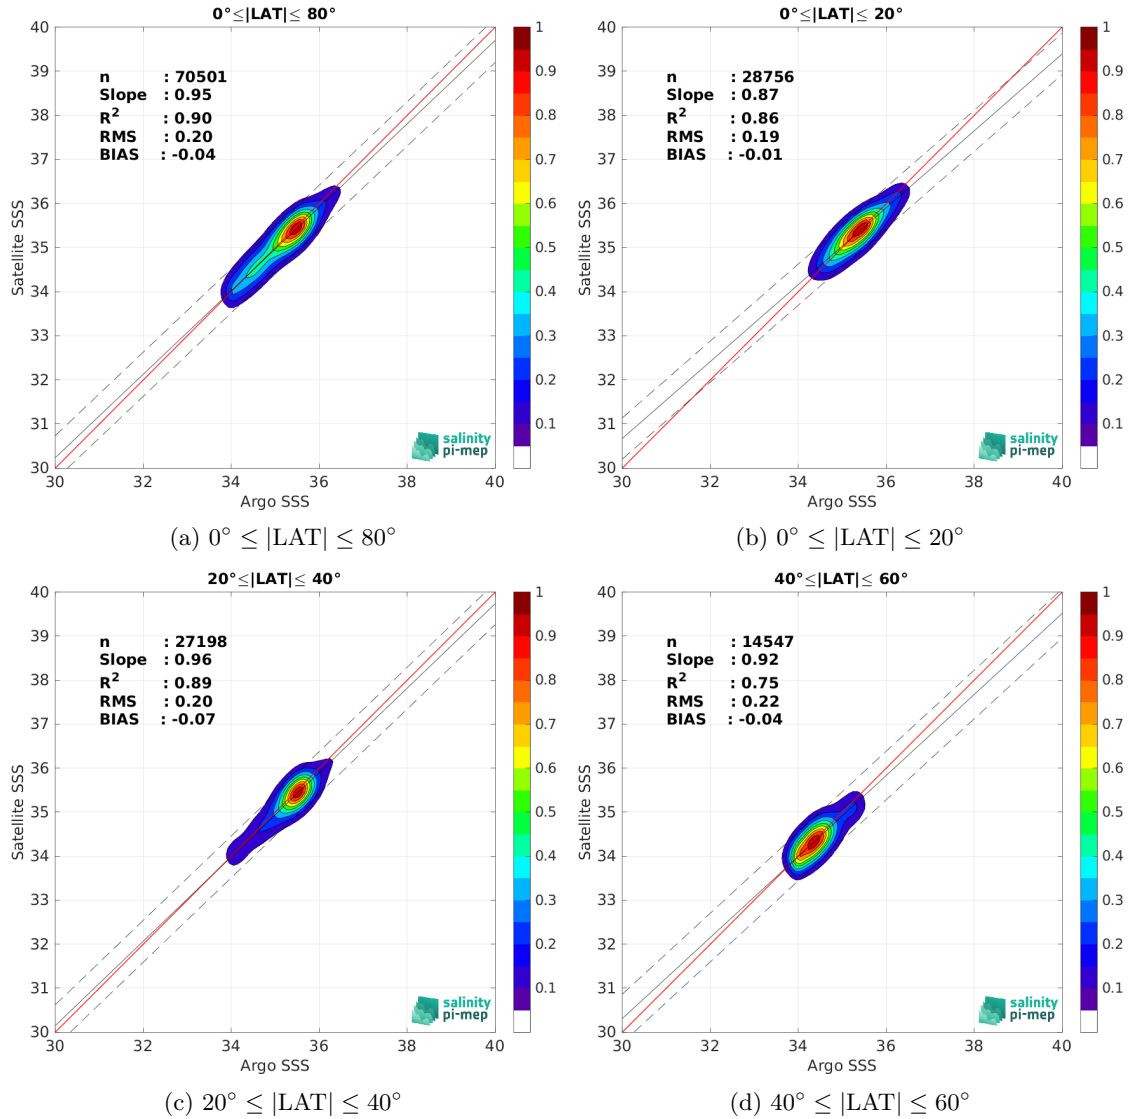 0°≤|LAT|≤ 80°
40
39
38
37
36
35
34
33
32
31
30
Satellite SSS
n : 70501
Slope : 0.95
R² : 0.90
RMS : 0.20
BIAS : -0.04
salinity
pi-mep
30 32 34 36 38 40
Argo SSS
1
0.9
0.8
0.7
0.6
0.5
0.4
0.3
0.2
0.1
(a) 0° ≤ |LAT| ≤ 80°
0°≤|LAT|≤ 20°
40
39
38
37
36
35
34
33
32
31
30
Satellite SSS
n : 28756
Slope : 0.87
R² : 0.86
RMS : 0.19
BIAS : -0.01
salinity
pi-mep
30 32 34 36 38 40
Argo SSS
1
0.9
0.8
0.7
0.6
0.5
0.4
0.3
0.2
0.1
(b) 0° ≤ |LAT| ≤ 20°
20°≤|LAT|≤ 40°
40
39
38
37
36
35
34
33
32
31
30
Satellite SSS
n : 27198
Slope : 0.96
R² : 0.89
RMS : 0.20
BIAS : -0.07
salinity
pi-mep
30 32 34 36 38 40
Argo SSS
1
0.9
0.8
0.7
0.6
0.5
0.4
0.3
0.2
0.1
(c) 20° ≤ |LAT| ≤ 40°
40°≤|LAT|≤ 60°
40
39
38
37
36
35
34
33
32
31
30
Satellite SSS
n : 14547
Slope : 0.92
R² : 0.75
RMS : 0.22
BIAS : -0.04
salinity
pi-mep
30 32 34 36 38 40
Argo SSS
1
0.9
0.8
0.7
0.6
0.5
0.4
0.3
0.2
0.1
(d) 40° ≤ |LAT| ≤ 60°